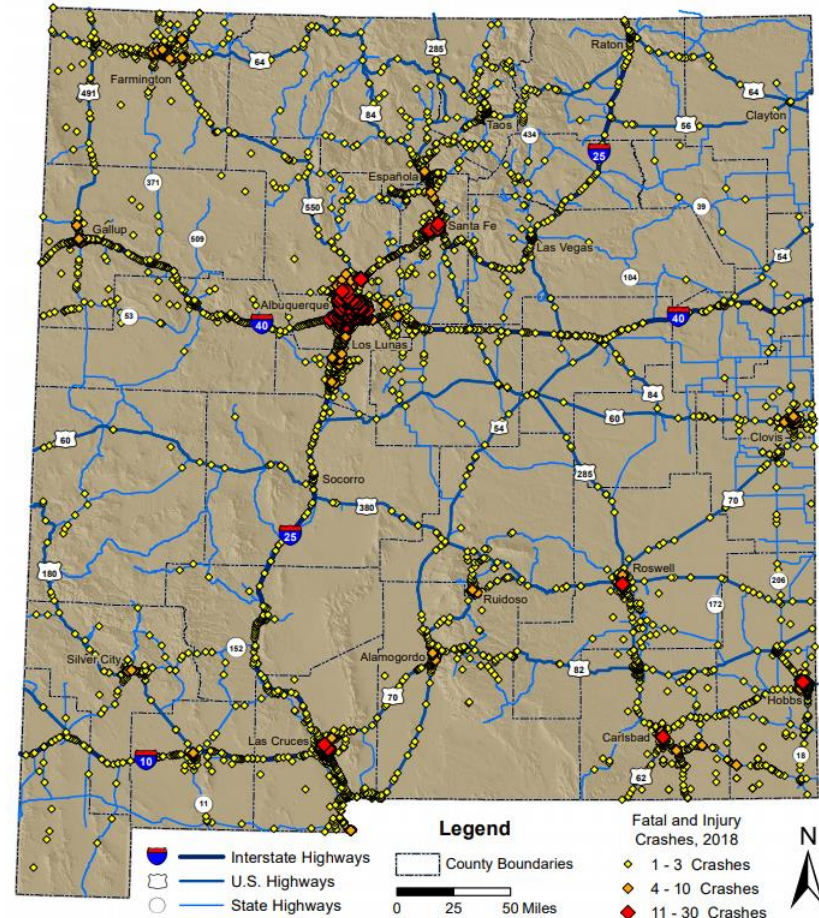 285
Raton
64
Farmington
64
491
84
56
Clayton
Taos
434
25
Española
371
550
39
Gallup
Santa Fe
509
Las Vegas
54
104
Albuquerque
53
40
40
Los Lunas
84
60
54
Clovis
60
285
Socorro
70
380
25
180
Roswell
206
Ruidoso
172
152
Silver City
Alamogordo
82
70
Hobbs
Las Cruces
Carlsbad
10
18
62
11
Legend
Fatal and Injury
Crashes, 2018
N
Interstate Highways
County Boundaries
1 - 3 Crashes
U.S. Highways
4 - 10 Crashes
State Highways
0 25 50 Miles
11 - 30 Crashes